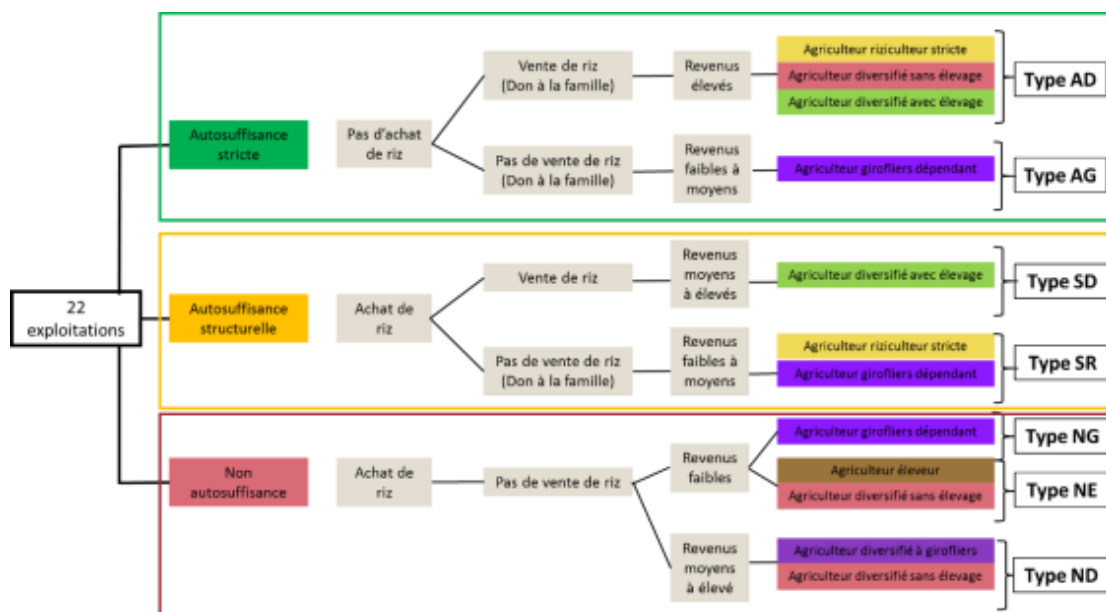 22
exploitations
Autosuffisance
stricte
Pas d'achat
de riz
Vente de riz
(Don à la famille)
Revenus
élevés
Agriculteur riziculteur stricte
Agriculteur diversifié sans élevage
Agriculteur diversifié avec élevage
Type AD
Pas de vente de riz
(Don à la famille)
Revenus
faibles à
moyens
Agriculteur girofliers dépendant
Type AG
Autosuffisance
structurelle
Achat de
riz
Vente de riz
Revenus
moyens
à élevés
Agriculteur diversifié avec élevage
Type SD
Pas de vente de riz
(Don à la famille)
Revenus
faibles à
moyens
Agriculteur riziculteur stricte
Agriculteur girofliers dépendant
Type SR
Non
autosuffisance
Achat de
riz
Pas de vente de riz
Revenus
faibles
Agriculteur girofliers dépendant
Type NG
Agriculteur éleveur
Agriculteur diversifié sans élevage
Type NE
Revenus
moyens
à élevé
Agriculteur diversifié à girofliers
Agriculteur diversifié sans élevage
Type ND